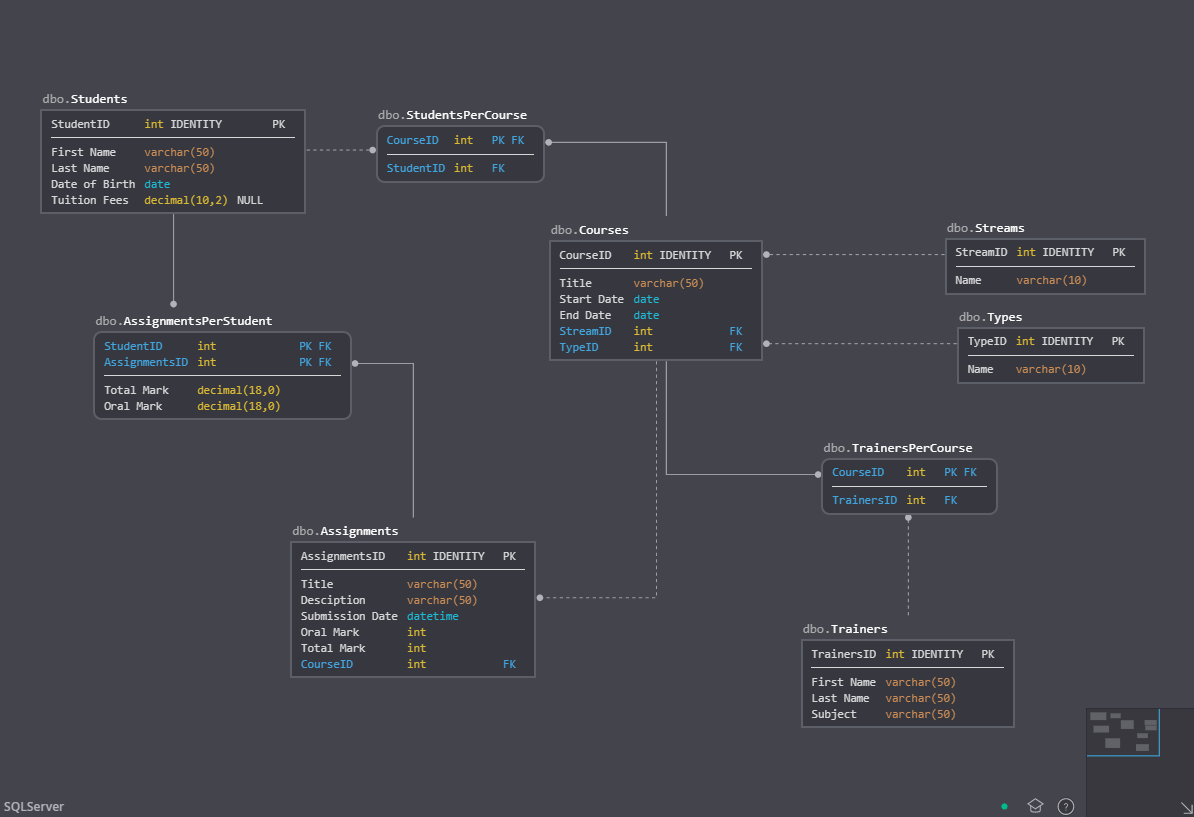 dbo.Students
StudentID int IDENTITY PK
First Name varchar(50)
Last Name varchar(50)
Date of Birth date
Tuition Fees decimal(10,2) NULL
dbo.StudentsPerCourse
CourseID int PK FK
StudentID int FK
dbo.Courses
CourseID int IDENTITY PK
Title varchar(50)
Start Date date
End Date date
StreamID int FK
TypeID int FK
dbo.Streams
StreamID int IDENTITY PK
Name varchar(10)
dbo.Types
TypeID int IDENTITY PK
Name varchar(10)
dbo.AssignmentsPerStudent
StudentID int PK FK
AssignmentsID int PK FK
Total Mark decimal(18,0)
Oral Mark decimal(18,0)
dbo.TrainersPerCourse
CourseID int PK FK
TrainersID int FK
dbo.Assignments
AssignmentsID int IDENTITY PK
Title varchar(50)
Desciption varchar(50)
Submission Date datetime
Oral Mark int
Total Mark int
CourseID int FK
dbo.Trainers
TrainersID int IDENTITY PK
First Name varchar(50)
Last Name varchar(50)
Subject varchar(50)
SQLServer
?